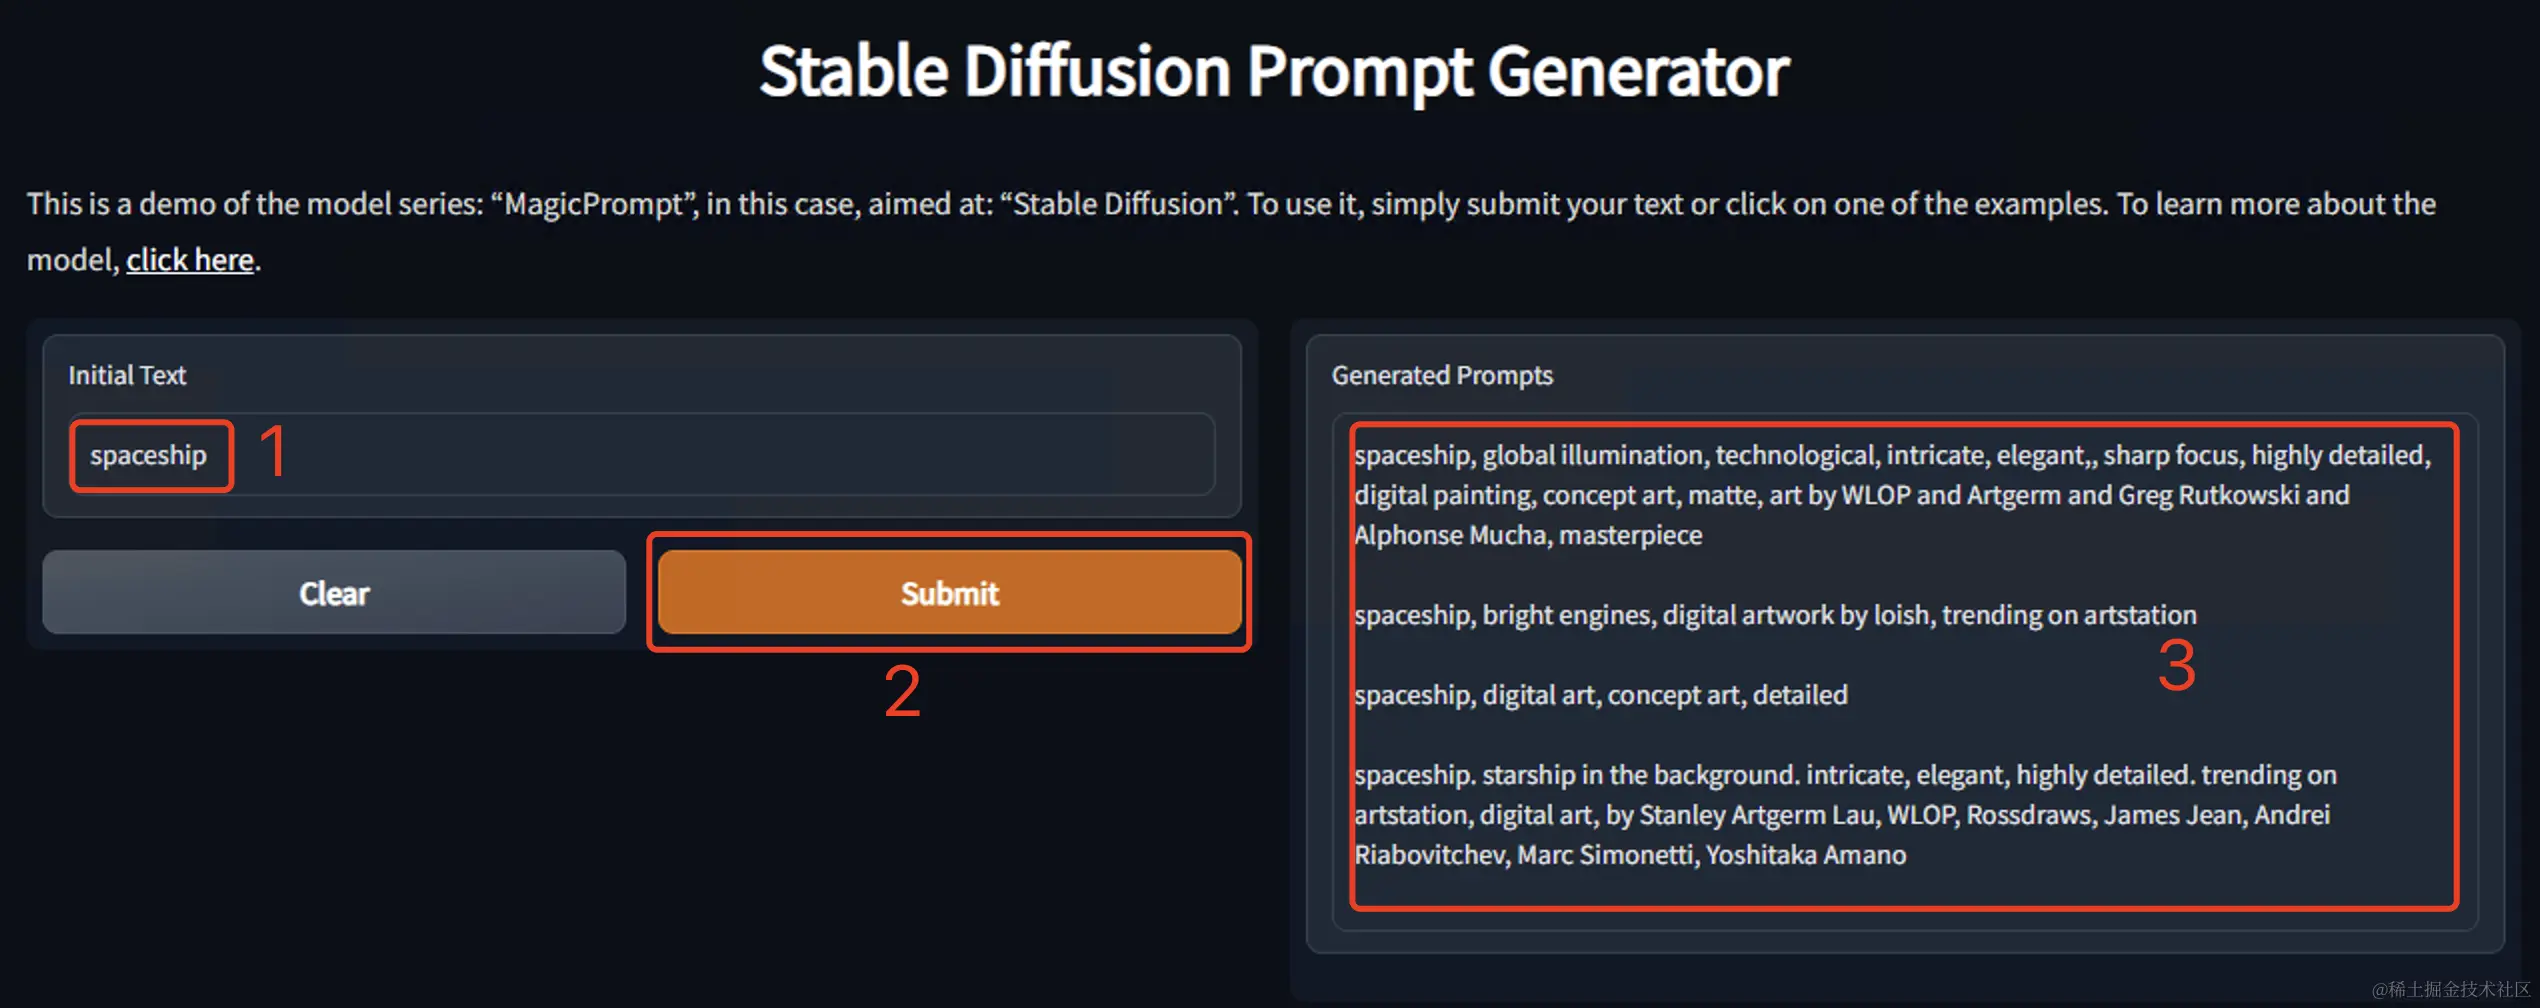 Stable Diffusion Prompt Generator
This is a demo of the model series: “MagicPrompt”, in this case, aimed at: “Stable Diffusion”. To use it, simply submit your text or click on one of the examples. To learn more about the
model, click here.
Initial Text
spaceship
1
Clear
Submit
2
Generated Prompts
spaceship, global illumination, technological, intricate, elegant,, sharp focus, highly detailed,
digital painting, concept art, matte, art by WLOP and Artgerm and Greg Rutkowski and
Alphonse Mucha, masterpiece
spaceship, bright engines, digital artwork by loish, trending on artstation
3
spaceship, digital art, concept art, detailed
spaceship. starship in the background. intricate, elegant, highly detailed. trending on
artstation, digital art, by Stanley Artgerm Lau, WLOP, Rossdraws, James Jean, Andrei
Riabovitchev, Marc Simonetti, Yoshitaka Amano
@稀土掘金技术社区